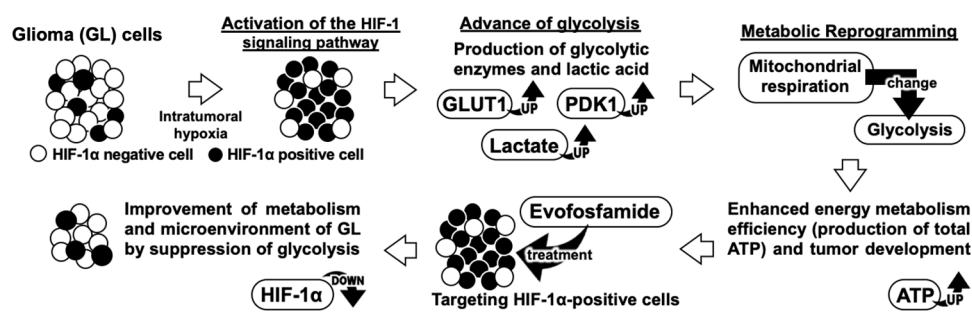 Glioma (GL) cells
Intratumoral
hypoxia
HIF-1α negative cell
HIF-1α positive cell
Activation of the HIF-1
signaling pathway
Advance of glycolysis
Production of glycolytic
enzymes and lactic acid
GLUT1
UP
PDK1
UP
Lactate
UP
Metabolic Reprogramming
Mitochondrial
respiration
change
Glycolysis
Enhanced energy metabolism
efficiency (production of total
ATP) and tumor development
ATP
UP
Evofosfamide
treatment
Targeting HIF-1α-positive cells
Improvement of metabolism
and microenvironment of GL
by suppression of glycolysis
HIF-1α
DOWN